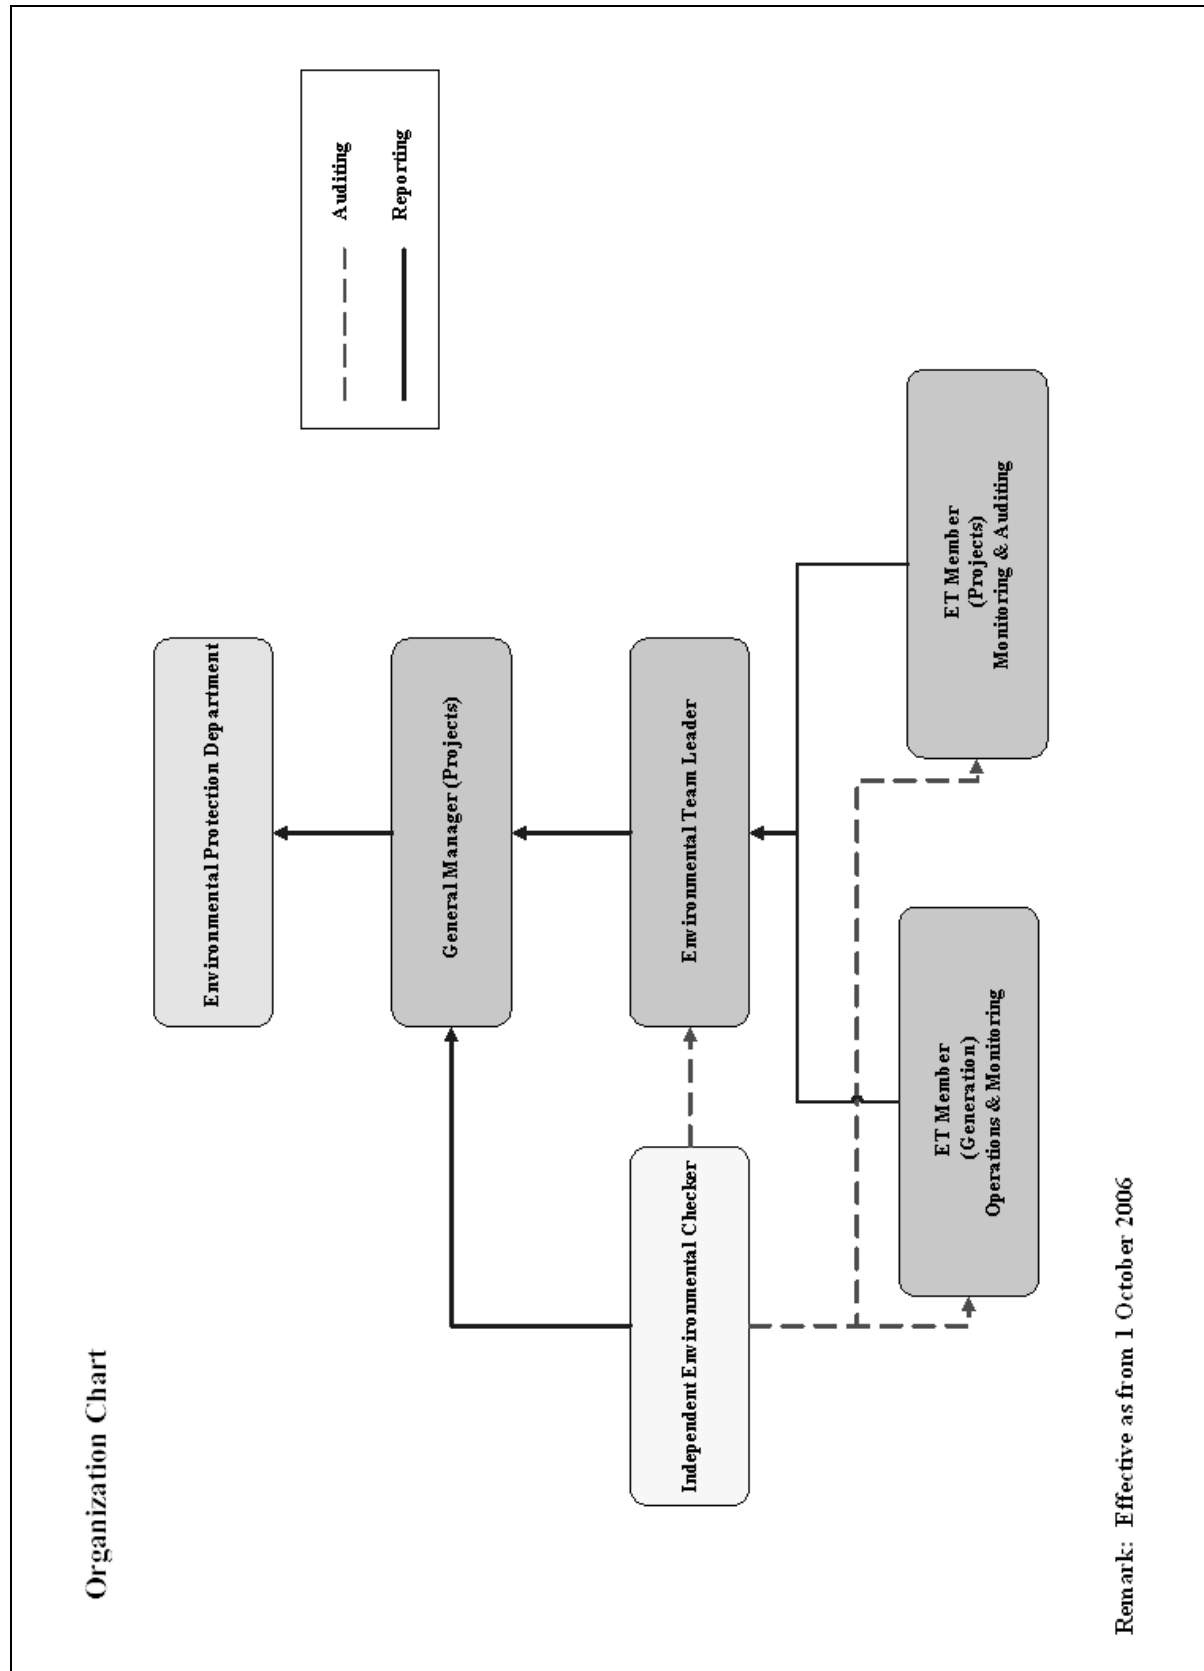 Organization Chart
Auditing
Reporting
Environmental Protection Department
General Manager (Projects)
Independent Environmental Checker
Environmental Team Leader
ET Member
(Generation)
Operations & Monitoring
ET Member
(Projects)
Monitoring & Auditing
Remark: Effective as from 1 October 2006